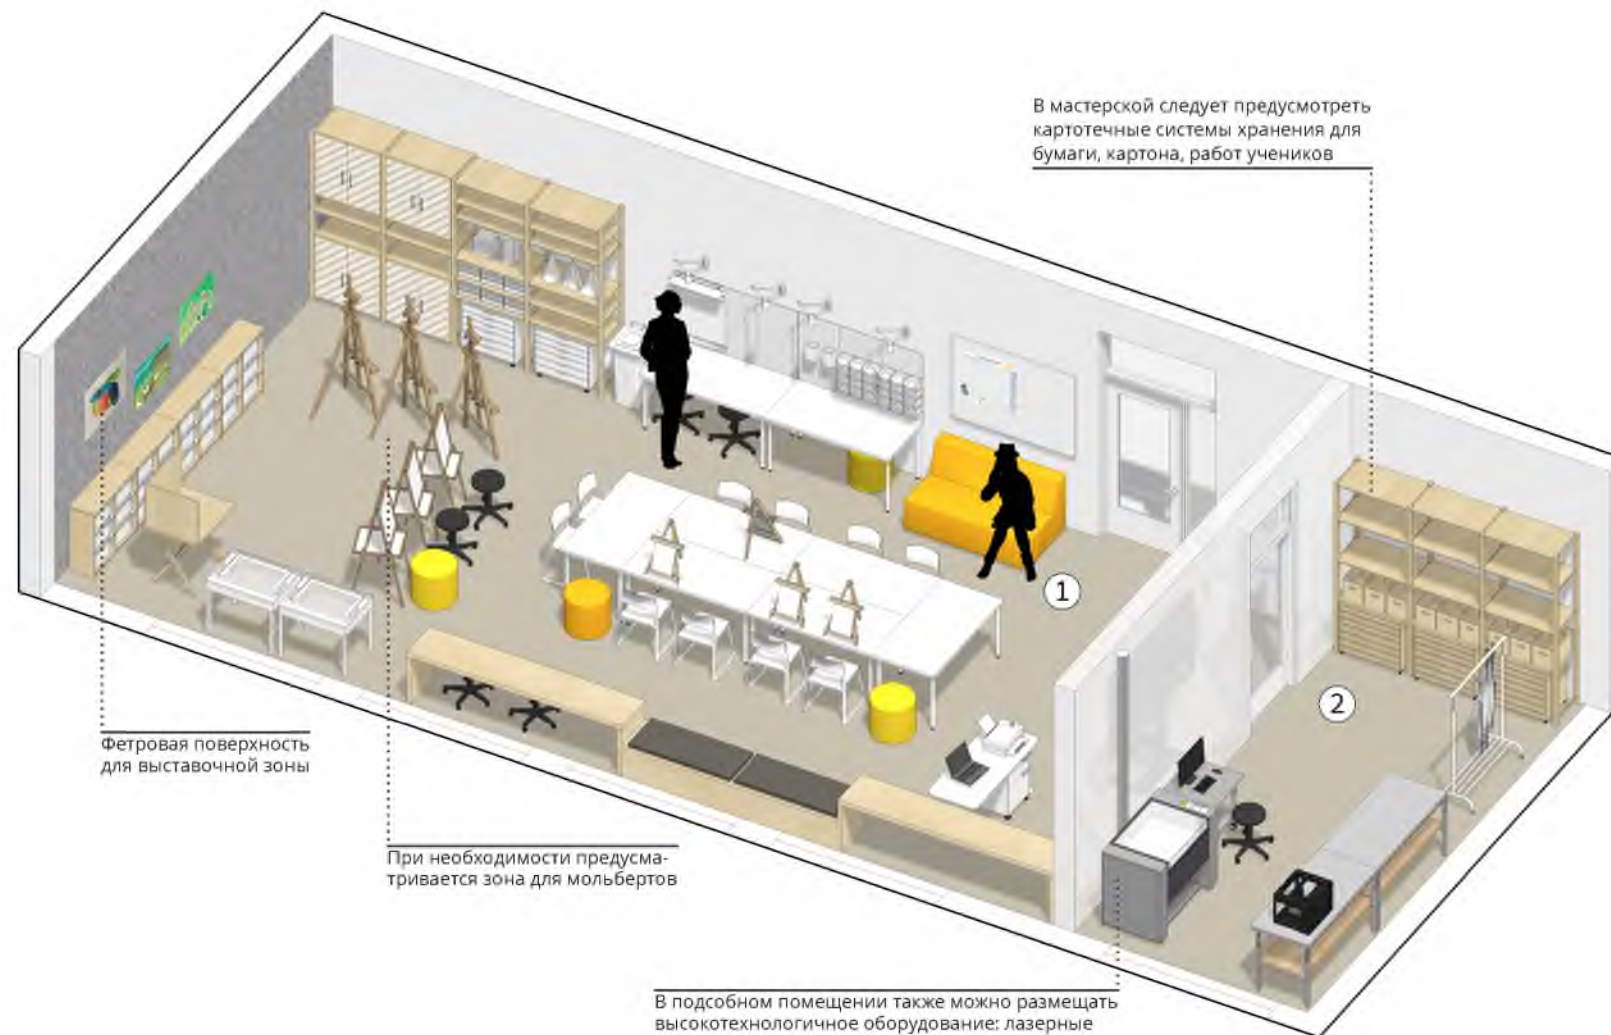 В мастерской следует предусмотреть
картотечные системы хранения для
бумаги, картона, работ учеников
1
2
Фетровая поверхность
для выставочной зоны
При необходимости предусма-
тривается зона для мольбертов
В подсобном помещении также можно размещать
высокотехнологичное оборудование: лазерные